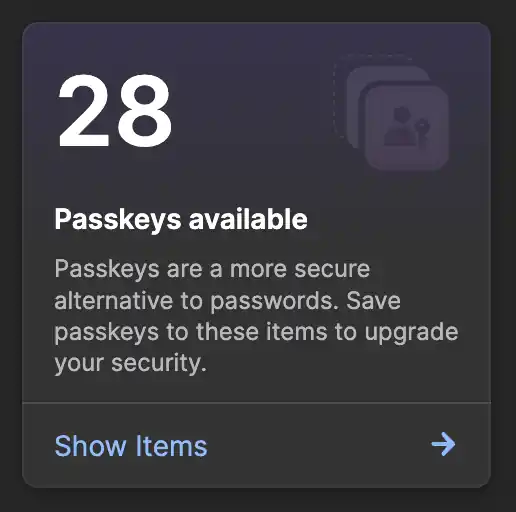 28
Passkeys available
Passkeys are a more secure
alternative to passwords. Save
passkeys to these items to upgrade
your security.
Show Items